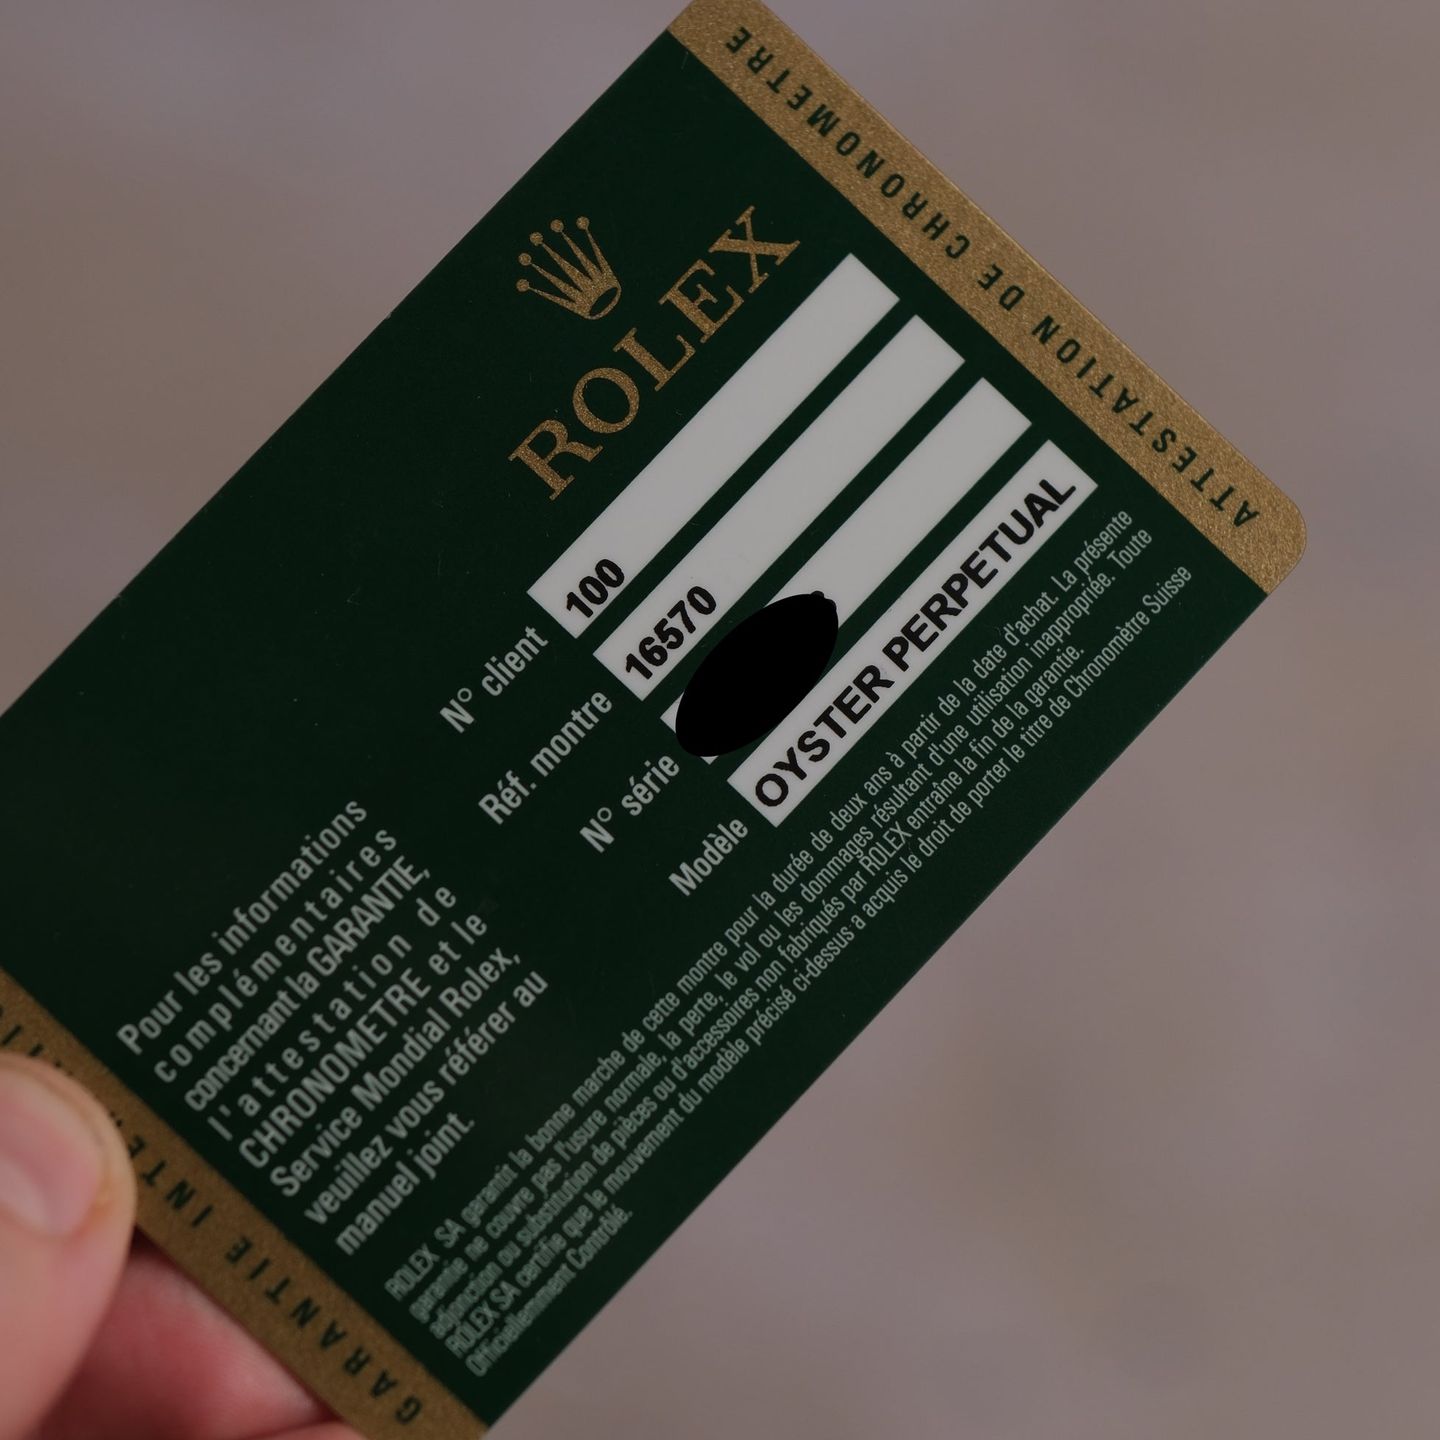 ATTESTATION DE CHRONOMETRE
ROLEX
N° client 100
Réf. montre 16570
N° série
Modèle OYSTER PERPETUAL
Pour les informations
complémentaires
concernant la GARANTIE,
l'attestation de
CHRONOMETRE et le
Service Mondial Rolex,
veuillez vous référer au
manuel joint.
ROLEX SA garantit la bonne marche de cette montre pour la durée de deux ans à partir de la date d'achat. La présente
garantie ne couvre pas l'usure normale, la perte, le vol ou les dommages résultant d'une utilisation inappropriée. Toute
adjonction ou substitution de pièces ou d'accessoires non fabriqués par ROLEX entraîne la fin de la garantie.
ROLEX SA certifie que le mouvement du modèle précisé ci-dessus a acquis le droit de porter le titre de Chronomètre Suisse
Officiellemment Contrôlé.
GARANTIE